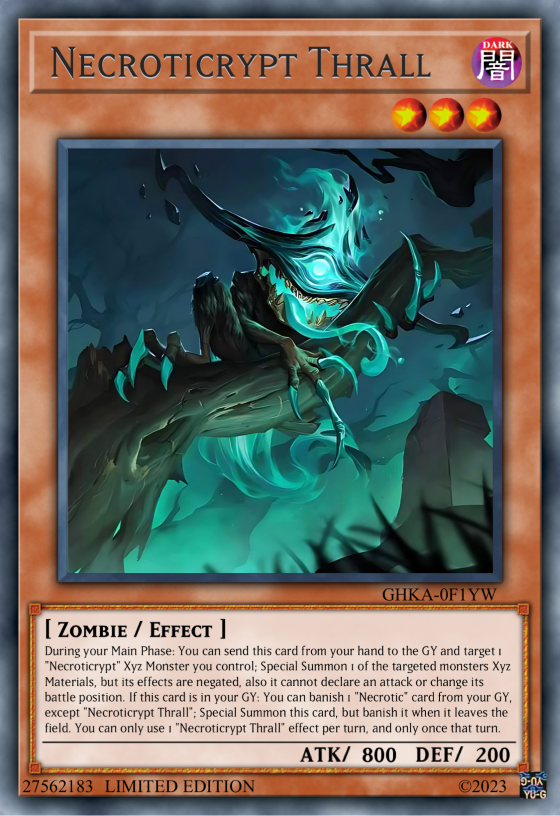 Necroticrypt Thrall
DARK
闇
GHKA-0F1YW
[ Zombie / Effect ]
During your Main Phase: You can send this card from your hand to the GY and target 1
"Necroticrypt" Xyz Monster you control; Special Summon 1 of the targeted monsters Xyz
Materials, but its effects are negated, also it cannot declare an attack or change its
battle position. If this card is in your GY: You can banish 1 "Necrotic" card from your GY,
except "Necroticrypt Thrall"; Special Summon this card, but banish it when it leaves the
field. You can only use 1 "Necroticrypt Thrall" effect per turn, and only once that turn.
ATK/ 800 DEF/ 200
27562183 LIMITED EDITION ©2023